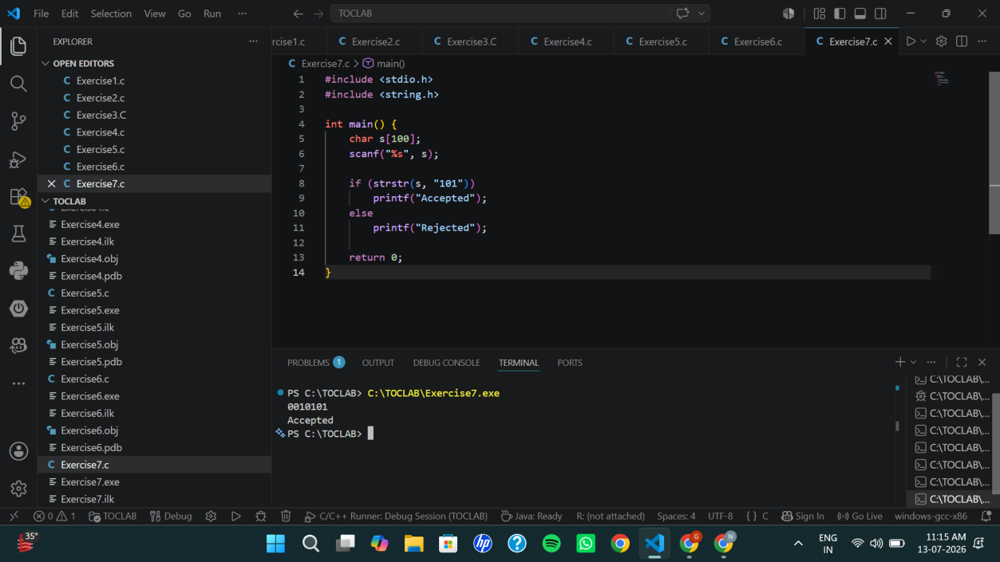 File Edit Selection View Go Run ··· TOCLAB
EXPLORER ···
OPEN EDITORS
C Exercise1.c
C Exercise2.c
C Exercise3.C
C Exercise4.c
C Exercise5.c
C Exercise6.c
C Exercise7.c
TOCLAB
Exercise4.c
Exercise4.exe
Exercise4.ilk
Exercise4.obj
Exercise4.pdb
C Exercise5.c
Exercise5.exe
Exercise5.ilk
Exercise5.obj
Exercise5.pdb
C Exercise6.c
Exercise6.exe
Exercise6.ilk
Exercise6.obj
Exercise6.pdb
C Exercise7.c
Exercise7.exe
Exercise7.ilk
rcise1.c C Exercise2.c C Exercise3.C C Exercise4.c C Exercise5.c C Exercise6.c C Exercise7.c
C Exercise7.c > main()
1 #include <stdio.h>
2 #include <string.h>
3
4 int main() {
5 char s[100];
6 scanf("%s", s);
7
8 if (strstr(s, "101"))
9 printf("Accepted");
10 else
11 printf("Rejected");
12
13 return 0;
14 }
PROBLEMS 1 OUTPUT DEBUG CONSOLE TERMINAL PORTS
PS C:\TOCLAB> C:\TOCLAB\Exercise7.exe
0010101
Accepted
PS C:\TOCLAB>
C:\TOCLAB\...
C:\TOCLAB\...
C:\TOCLAB\...
C:\TOCLAB\...
C:\TOCLAB\...
C:\TOCLAB\...
C:\TOCLAB\...
C:\TOCLAB\...
0 1 TOCLAB Debug C/C++ Runner: Debug Session (TOCLAB) Java: Ready R: (not attached) Spaces: 4 UTF-8 { } C Sign In Go Live windows-gcc-x86
35°
G
N
ENG
IN
11:15 AM
13-07-2026